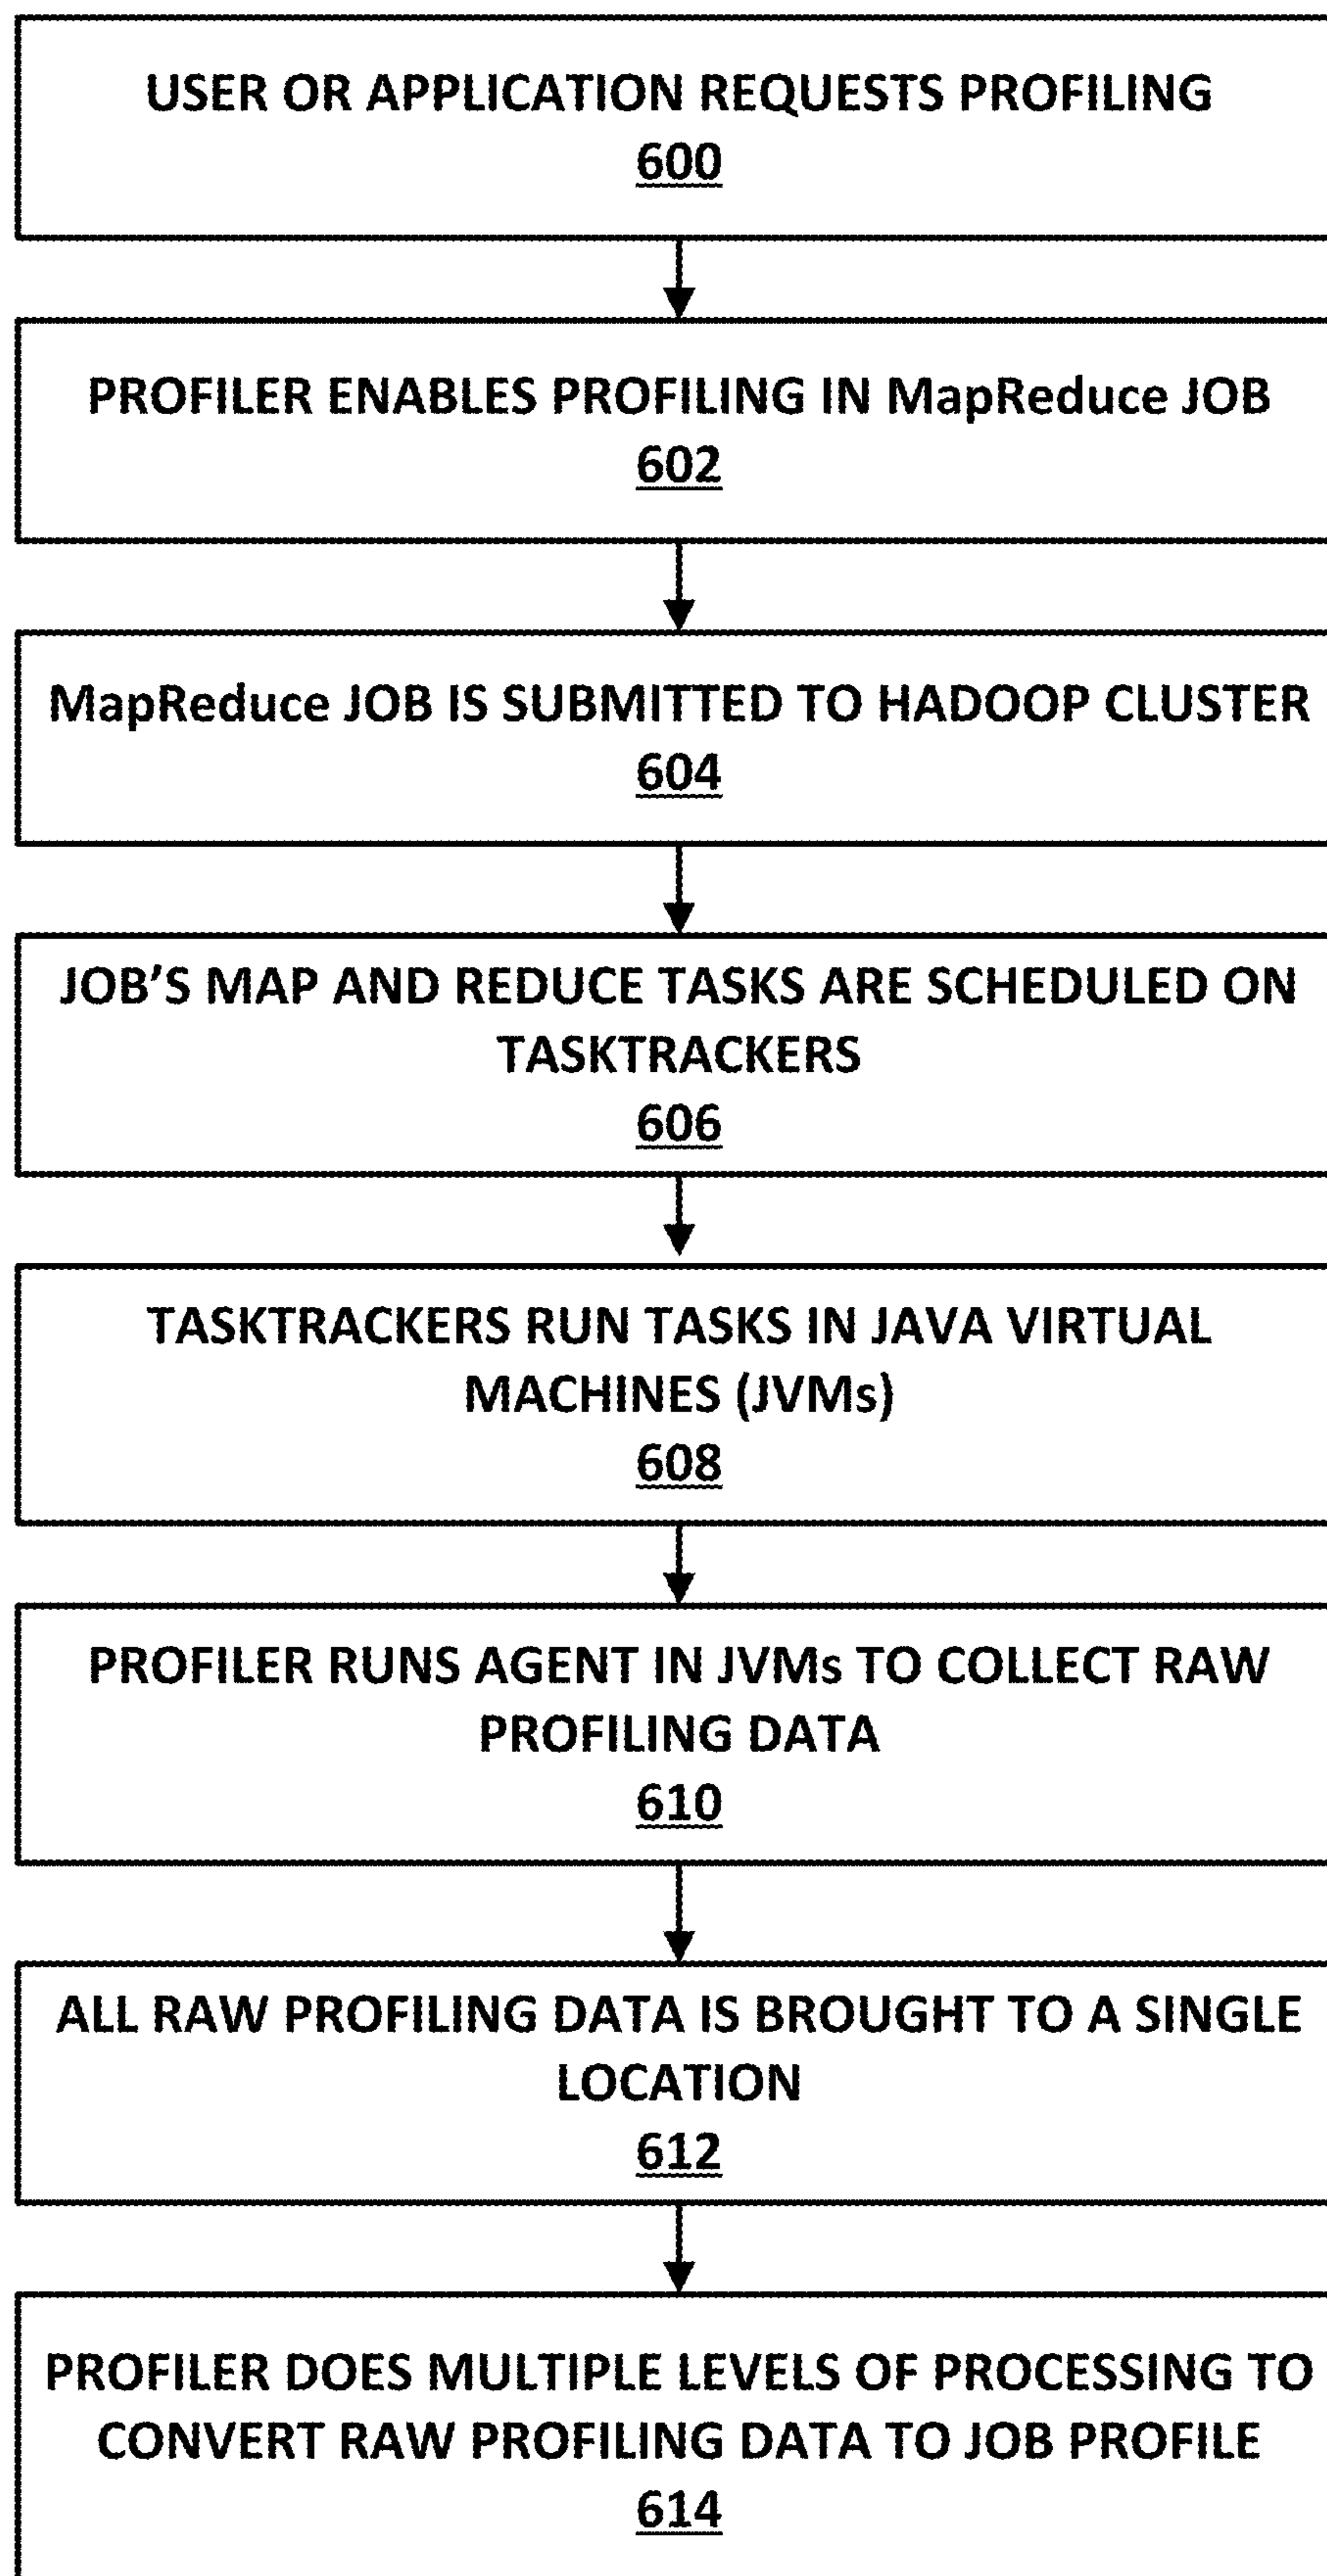 USER OR APPLICATION REQUESTS PROFILING
600
PROFILER ENABLES PROFILING IN MapReduce JOB
602
MapReduce JOB IS SUBMITTED TO HADOOP CLUSTER
604
JOB’S MAP AND REDUCE TASKS ARE SCHEDULED ON
TASKTRACKERS
606
TASKTRACKERS RUN TASKS IN JAVA VIRTUAL
MACHINES (JVMs)
608
PROFILER RUNS AGENT IN JVMs TO COLLECT RAW
PROFILING DATA
610
ALL RAW PROFILING DATA IS BROUGHT TO A SINGLE
LOCATION
612
PROFILER DOES MULTIPLE LEVELS OF PROCESSING TO
CONVERT RAW PROFILING DATA TO JOB PROFILE
614